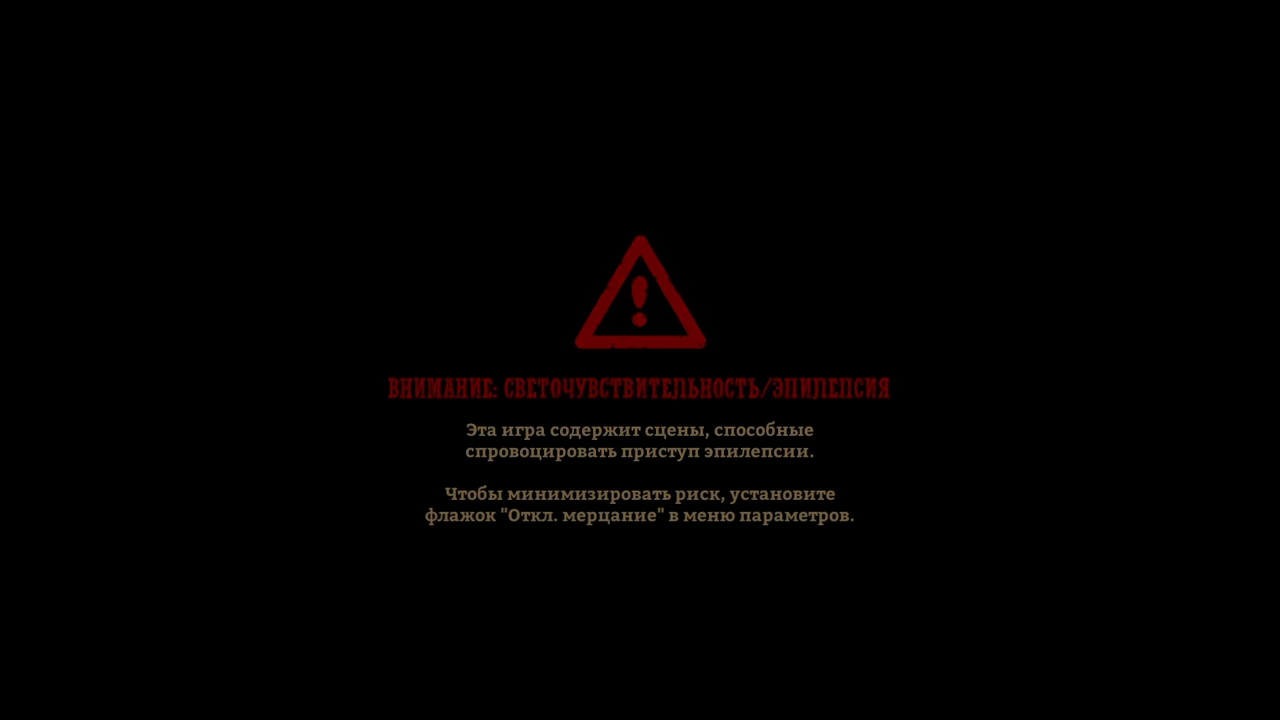 ВНИМАНИЕ: СВЕТОЧУВСТВИТЕЛЬНОСТЬ/ЭПИЛЕПСИЯ
Эта игра содержит сцены, способные
спровоцировать приступ эпилепсии.
Чтобы минимизировать риск, установите
флажок "Откл. мерцание" в меню параметров.